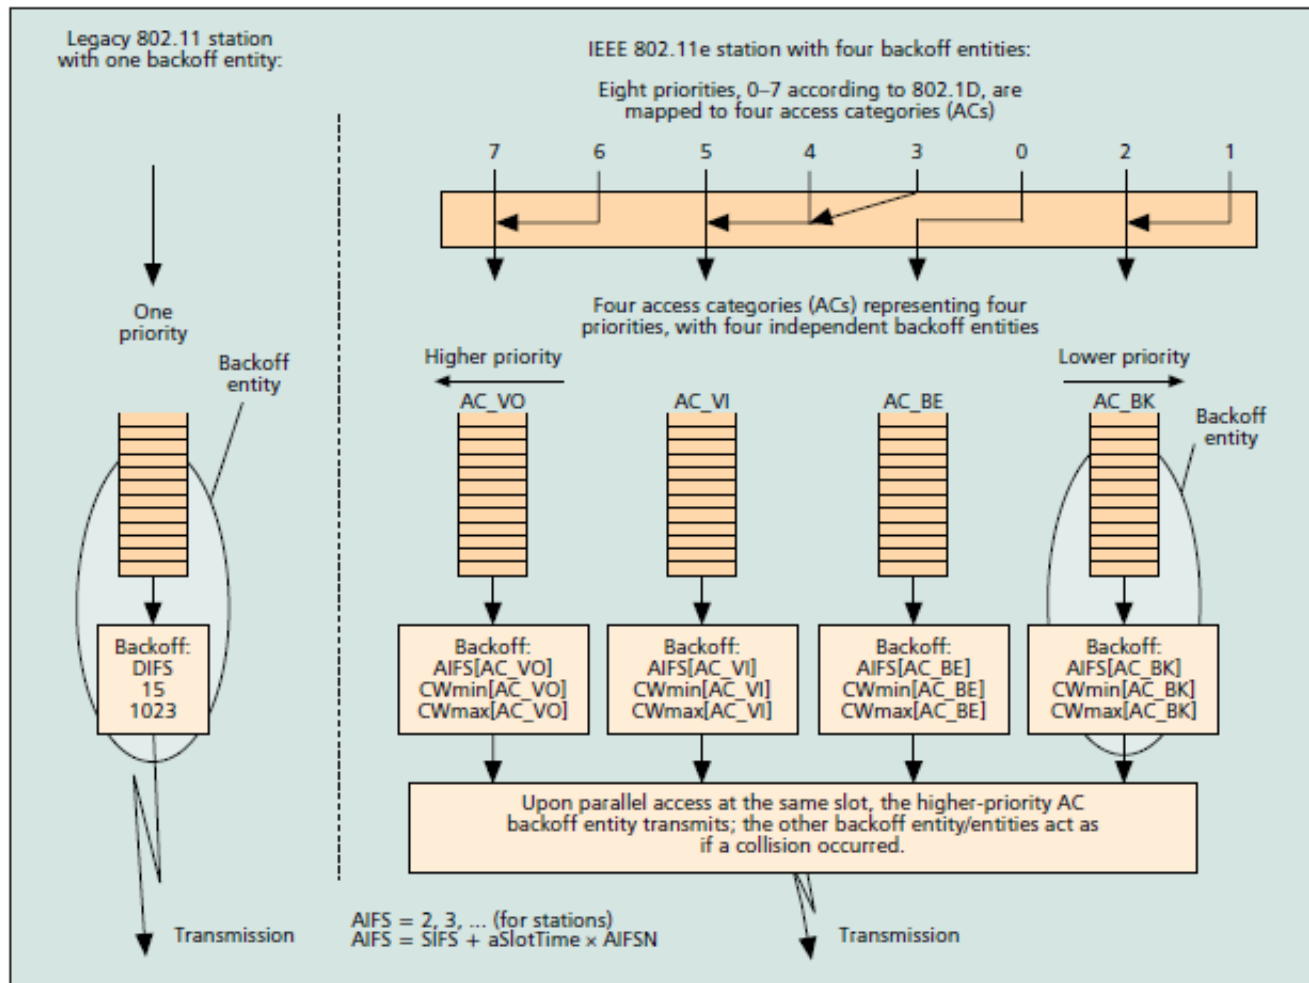 Legacy 802.11 station
with one backoff entity:
IEEE 802.11e station with four backoff entities:
Eight priorities, 0–7 according to 802.1D, are
mapped to four access categories (ACs)
7 6 5 4 3 0 2 1
One
priority
Four access categories (ACs) representing four
priorities, with four independent backoff entities
Backoff
entity
Higher priority
Lower priority
AC_VO AC_VI AC_BE AC_BK
Backoff
entity
Backoff:
DIFS
15
1023
Backoff:
AIFS[AC_VO]
CWmin[AC_VO]
CWmax[AC_VO]
Backoff:
AIFS[AC_VI]
CWmin[AC_VI]
CWmax[AC_VI]
Backoff:
AIFS[AC_BE]
CWmin[AC_BE]
CWmax[AC_BE]
Backoff:
AIFS[AC_BK]
CWmin[AC_BK]
CWmax[AC_BK]
Upon parallel access at the same slot, the higher-priority AC
backoff entity transmits; the other backoff entity/entities act as
if a collision occurred.
Transmission
AIFS = 2, 3, ... (for stations)
AIFS = SIFS + aSlotTime × AIFSN
Transmission